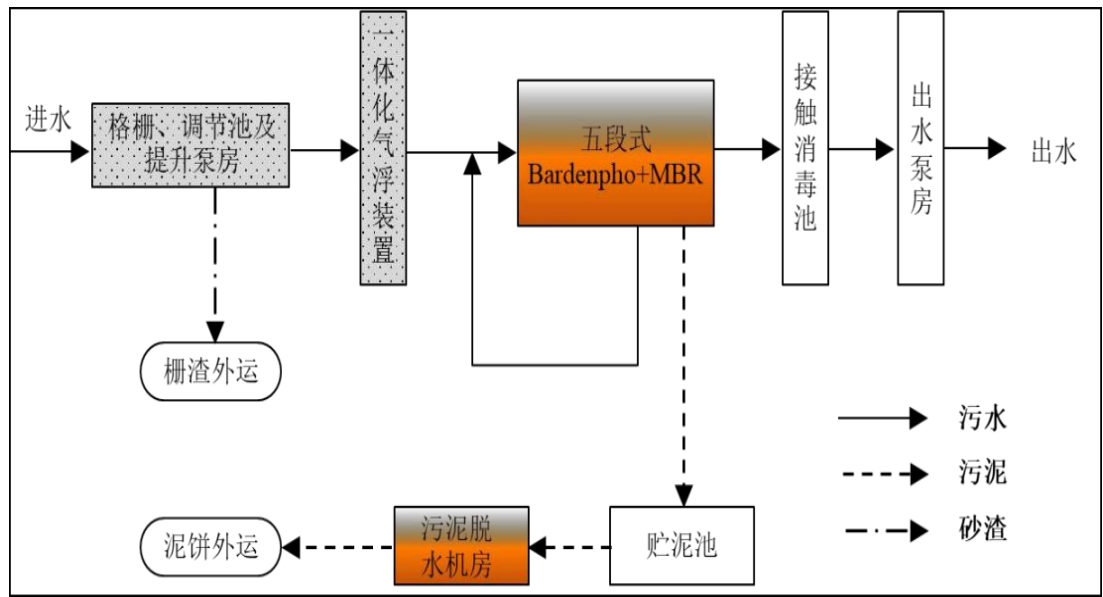 进水
格栅、调节池及
提升泵房
一体化气浮装置
五段式
Bardenpho+MBR
接触消毒池
出水泵房
出水
栅渣外运
污水
污泥
砂渣
泥饼外运
污泥脱
水机房
贮泥池